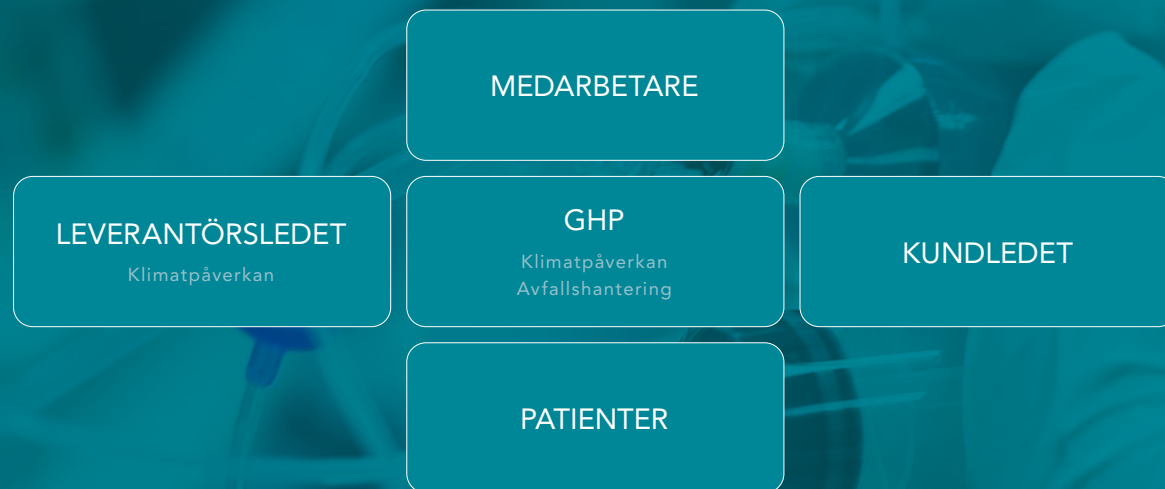 MEDARBETARE
LEVERANTÖRSLEDET
Klimatpåverkan
GHP
Klimatpåverkan
Avfallshantering
KUNDLEDET
PATIENTER